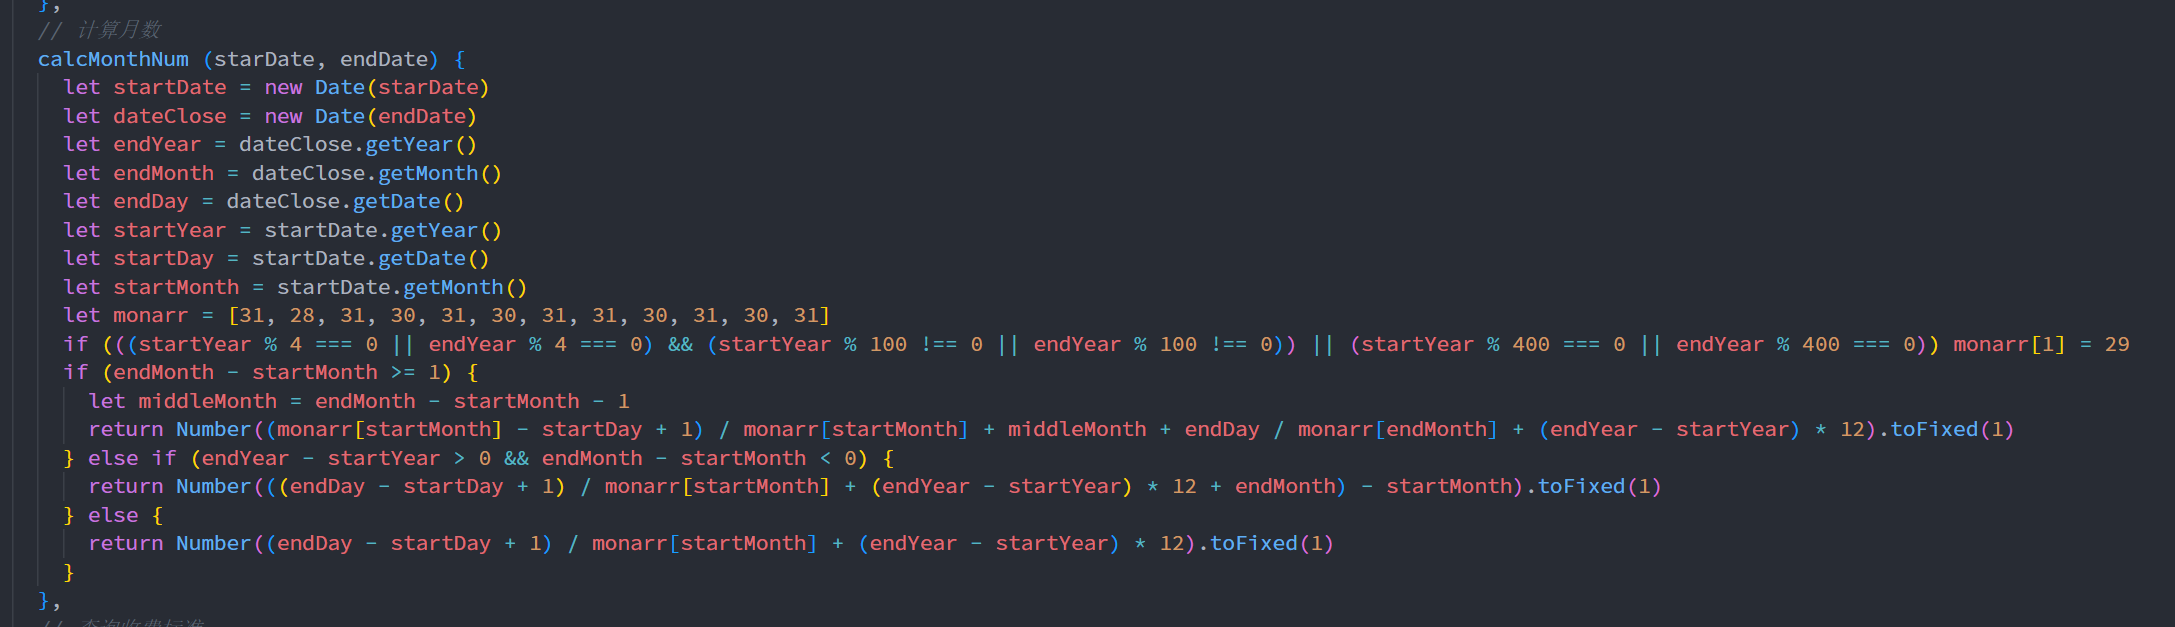 },
// 计算月数
calcMonthNum (starDate, endDate) {
let startDate = new Date(starDate)
let dateClose = new Date(endDate)
let endYear = dateClose.getYear()
let endMonth = dateClose.getMonth()
let endDay = dateClose.getDate()
let startYear = startDate.getYear()
let startDay = startDate.getDate()
let startMonth = startDate.getMonth()
let monarr = [31, 28, 31, 30, 31, 30, 31, 31, 30, 31, 30, 31]
if (((startYear % 4 === 0 || endYear % 4 === 0) && (startYear % 100 !== 0 || endYear % 100 !== 0)) || (startYear % 400 === 0 || endYear % 400 === 0)) monarr[1] = 29
if (endMonth - startMonth >= 1) {
let middleMonth = endMonth - startMonth - 1
return Number((monarr[startMonth] - startDay + 1) / monarr[startMonth] + middleMonth + endDay / monarr[endMonth] + (endYear - startYear) * 12).toFixed(1)
} else if (endYear - startYear > 0 && endMonth - startMonth < 0) {
return Number(((endDay - startDay + 1) / monarr[startMonth] + (endYear - startYear) * 12 + endMonth) - startMonth).toFixed(1)
} else {
return Number((endDay - startDay + 1) / monarr[startMonth] + (endYear - startYear) * 12).toFixed(1)
}
},
//